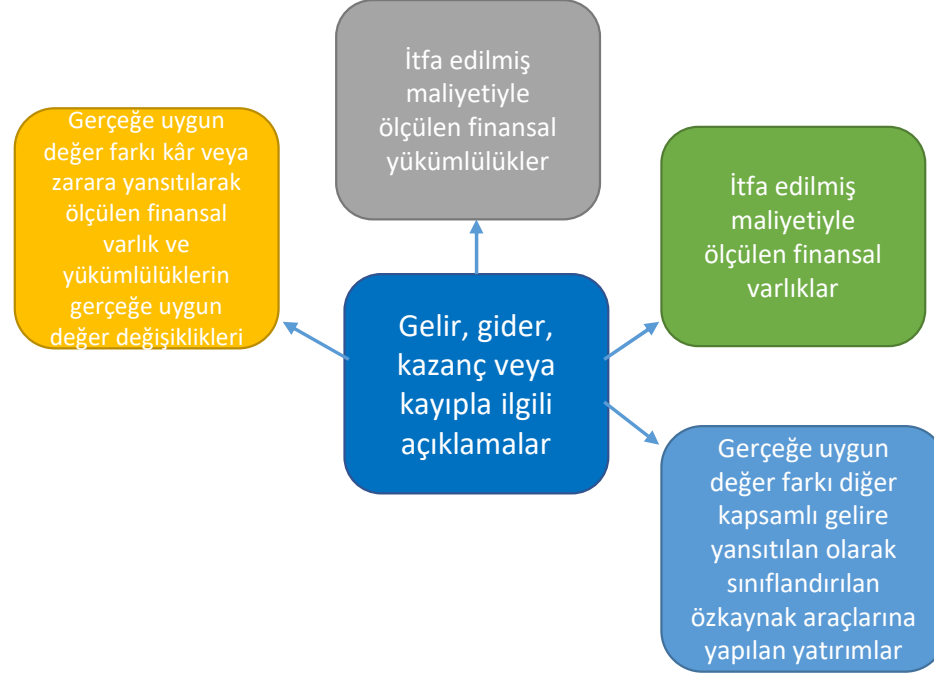 İtfa edilmiş
maliyetiyle
ölçülen finansal
yükümlülükler
Gerçeğe uygun
değer farkı kâr veya
zarara yansıtılarak
ölçülen finansal
varlık ve
yükümlülüklerin
gerçeğe uygun
değer değişiklikleri
İtfa edilmiş
maliyetiyle
ölçülen finansal
varlıklar
Gelir, gider,
kazanç veya
kayıpla ilgili
açıklamalar
Gerçeğe uygun
değer farkı diğer
kapsamlı gelire
yansıtılan olarak
sınıflandırılan
özkaynak araçlarına
yapılan yatırımlar